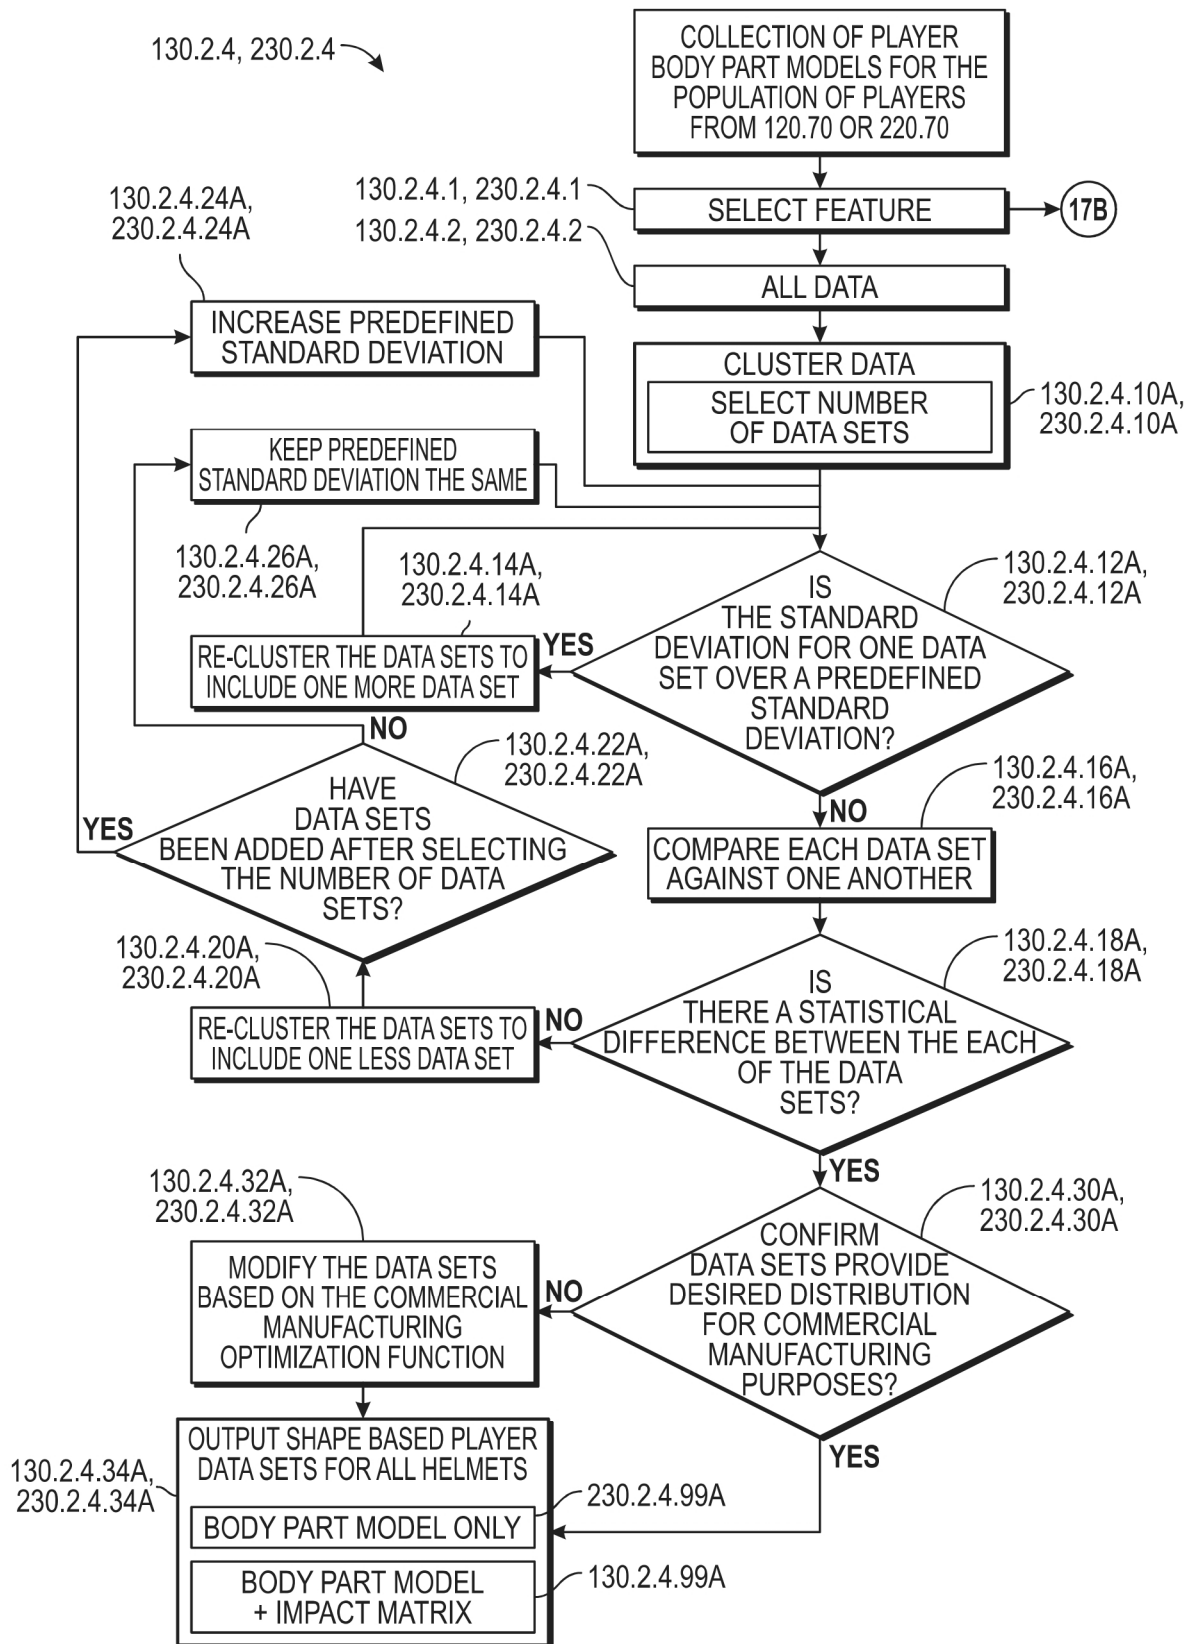 130.2.4, 230.2.4
COLLECTION OF PLAYER
BODY PART MODELS FOR THE
POPULATION OF PLAYERS
FROM 120.70 OR 220.70
130.2.4.1, 230.2.4.1
SELECT FEATURE
17B
130.2.4.2, 230.2.4.2
ALL DATA
130.2.4.24A,
230.2.4.24A
INCREASE PREDEFINED
STANDARD DEVIATION
CLUSTER DATA
SELECT NUMBER
OF DATA SETS
130.2.4.10A,
230.2.4.10A
KEEP PREDEFINED
STANDARD DEVIATION THE SAME
130.2.4.26A,
230.2.4.26A
130.2.4.14A,
230.2.4.14A
RE-CLUSTER THE DATA SETS TO
INCLUDE ONE MORE DATA SET
YES
IS
THE STANDARD
DEVIATION FOR ONE DATA
SET OVER A PREDEFINED
STANDARD
DEVIATION?
130.2.4.12A,
230.2.4.12A
NO
130.2.4.22A,
230.2.4.22A
HAVE
DATA SETS
BEEN ADDED AFTER SELECTING
THE NUMBER OF DATA
SETS?
YES
NO
130.2.4.16A,
230.2.4.16A
COMPARE EACH DATA SET
AGAINST ONE ANOTHER
130.2.4.20A,
230.2.4.20A
RE-CLUSTER THE DATA SETS TO
INCLUDE ONE LESS DATA SET
NO
IS
THERE A STATISTICAL
DIFFERENCE BETWEEN THE EACH
OF THE DATA
SETS?
130.2.4.18A,
230.2.4.18A
YES
130.2.4.32A,
230.2.4.32A
MODIFY THE DATA SETS
BASED ON THE COMMERCIAL
MANUFACTURING
OPTIMIZATION FUNCTION
NO
CONFIRM
DATA SETS PROVIDE
DESIRED DISTRIBUTION
FOR COMMERCIAL
MANUFACTURING
PURPOSES?
130.2.4.30A,
230.2.4.30A
YES
130.2.4.34A,
230.2.4.34A
OUTPUT SHAPE BASED PLAYER
DATA SETS FOR ALL HELMETS
BODY PART MODEL ONLY
230.2.4.99A
BODY PART MODEL
+ IMPACT MATRIX
130.2.4.99A